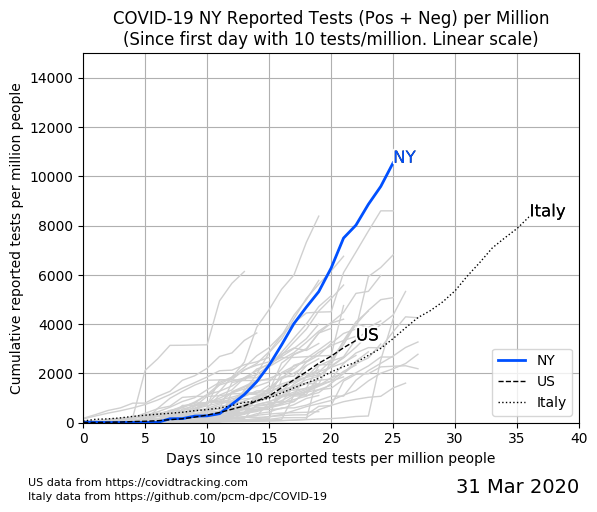 COVID-19 NY Reported Tests (Pos + Neg) per Million
(Since first day with 10 tests/million. Linear scale)
Cumulative reported tests per million people
14000
12000
10000
8000
6000
4000
2000
0
NY
Italy
US
NY
US
Italy
0 5 10 15 20 25 30 35 40
Days since 10 reported tests per million people
US data from https://covidtracking.com
Italy data from https://github.com/pcm-dpc/COVID-19
31 Mar 2020